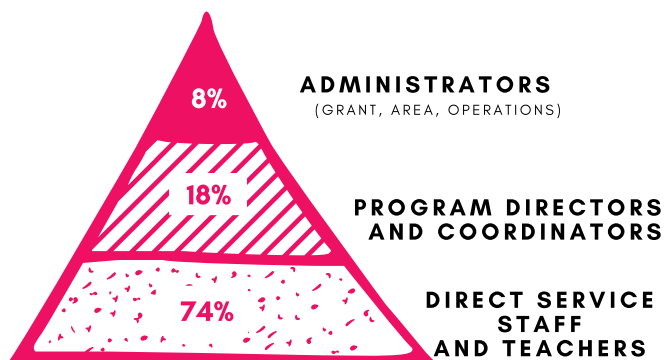 8%
ADMINISTRATORS
(GRANT, AREA, OPERATIONS)
18%
PROGRAM DIRECTORS
AND COORDINATORS
74%
DIRECT SERVICE
STAFF
AND TEACHERS